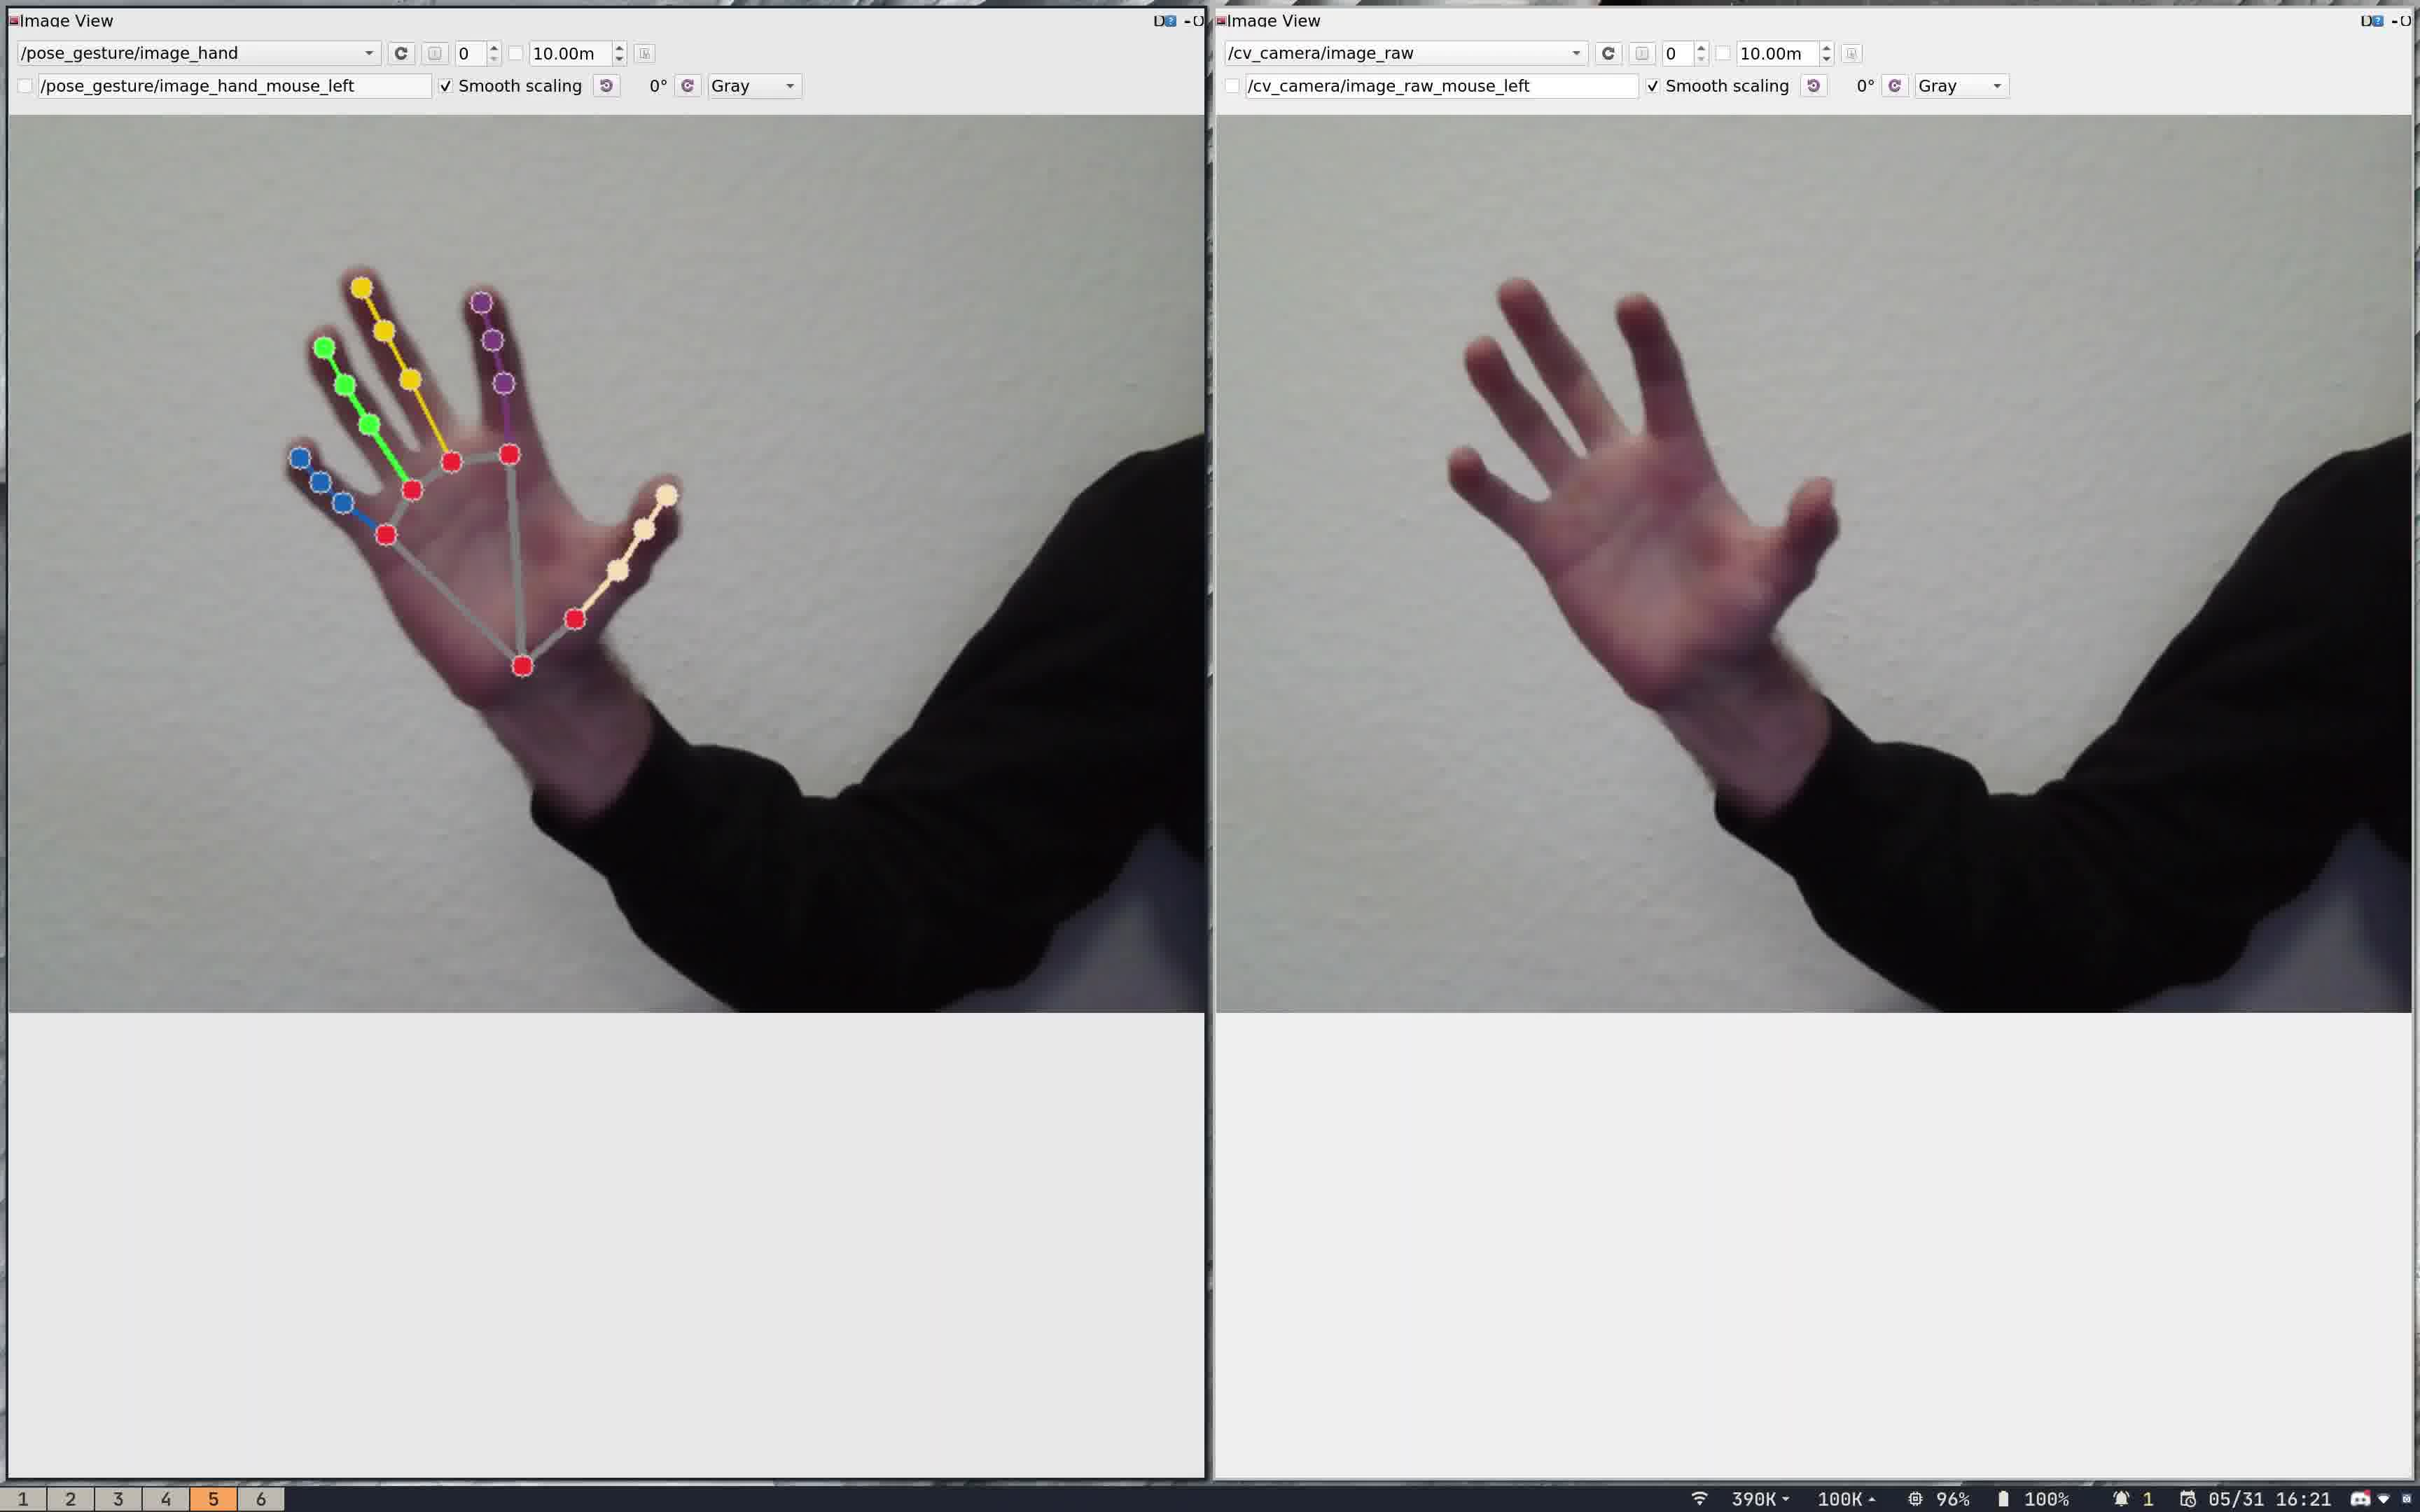 Image View
/pose_gesture/image_hand 0 10.00m
/pose_gesture/image_hand_mouse_left Smooth scaling 0° Gray
Image View
/cv_camera/image_raw 0 10.00m
/cv_camera/image_raw_mouse_left Smooth scaling 0° Gray
1 2 3 4 5 6 390K 100K 96% 100% 1 05/31 16:21